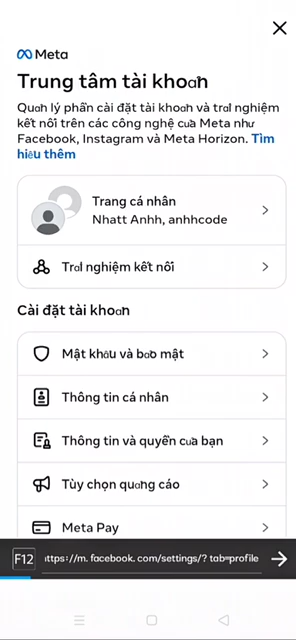 Meta
Trung tâm tài khoản
Quản lý phần cài đặt tài khoản và trải nghiệm
kết nối trên các công nghệ của Meta như
Facebook, Instagram và Meta Horizon. Tìm
hiểu thêm
Trang cá nhân
Nhatt Anhh, anhhcode
Trải nghiệm kết nối
Cài đặt tài khoản
Mật khẩu và bảo mật
Thông tin cá nhân
Thông tin và quyền của bạn
Tùy chọn quảng cáo
Meta Pay
F12 ttps://m. facebook. com/settings/? tab=profile